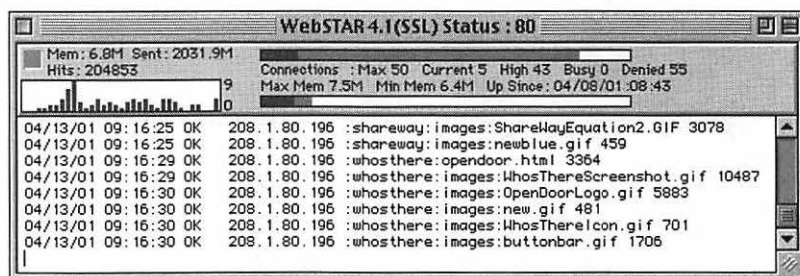 WebSTAR 4.1(SSL) Status : 80
Mem: 6.8M Sent: 2031.9M
Hits: 204853
9
0
Connections : Max 50 Current 5 High 43 Busy 0 Denied 55
Max Mem 7.5M Min Mem 6.4M Up Since: 04/08/01 :08:43
04/13/01 09:16:25 OK 208.1.80.196 :shareway:images:ShareWayEquation2.GIF 3078
04/13/01 09:16:25 OK 208.1.80.196 :shareway:images:newblue.gif 459
04/13/01 09:16:29 OK 208.1.80.196 :whosthere:opendoor.html 3364
04/13/01 09:16:29 OK 208.1.80.196 :whosthere:images:WhosThereScreenshot.gif 10487
04/13/01 09:16:30 OK 208.1.80.196 :whosthere:images:OpenDoorLogo.gif 5883
04/13/01 09:16:30 OK 208.1.80.196 :whosthere:images:new.gif 481
04/13/01 09:16:30 OK 208.1.80.196 :whosthere:images:WhosThereIcon.gif 701
04/13/01 09:16:30 OK 208.1.80.196 :whosthere:images:buttonbar.gif 1706